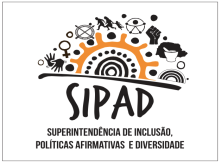 SIPAD
SUPERINTENDÊNCIA DE INCLUSÃO,
POLÍTICAS AFIRMATIVAS E DIVERSIDADE